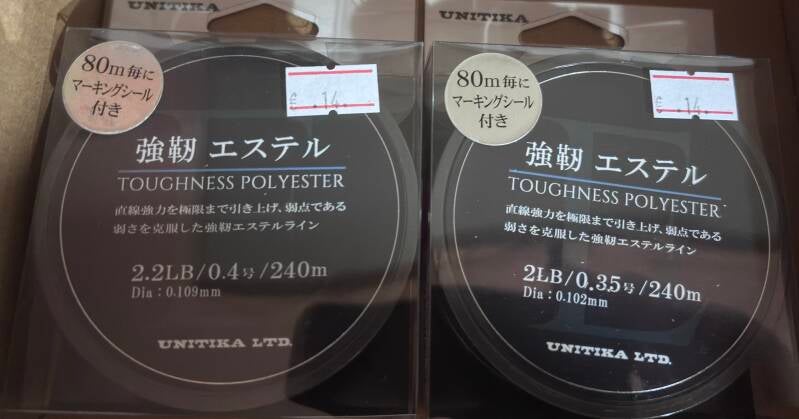 UNITIKA
80m毎に
マーキングシール
付き
€ .14.
強靭 エステル
TOUGHNESS POLYESTER
直線強力を極限まで引き上げ、弱点である
弱さを克服した強靭エステルライン
2.2LB/0.4号/240m
Dia：0.109mm
UNITIKA LTD.
UNITIKA
80m毎に
マーキングシール
付き
€ .14.
強靭 エステル
TOUGHNESS POLYESTER
直線強力を極限まで引き上げ、弱点である
弱さを克服した強靭エステルライン
2LB/0.35号/240m
Dia：0.102mm
UNITIKA LTD.